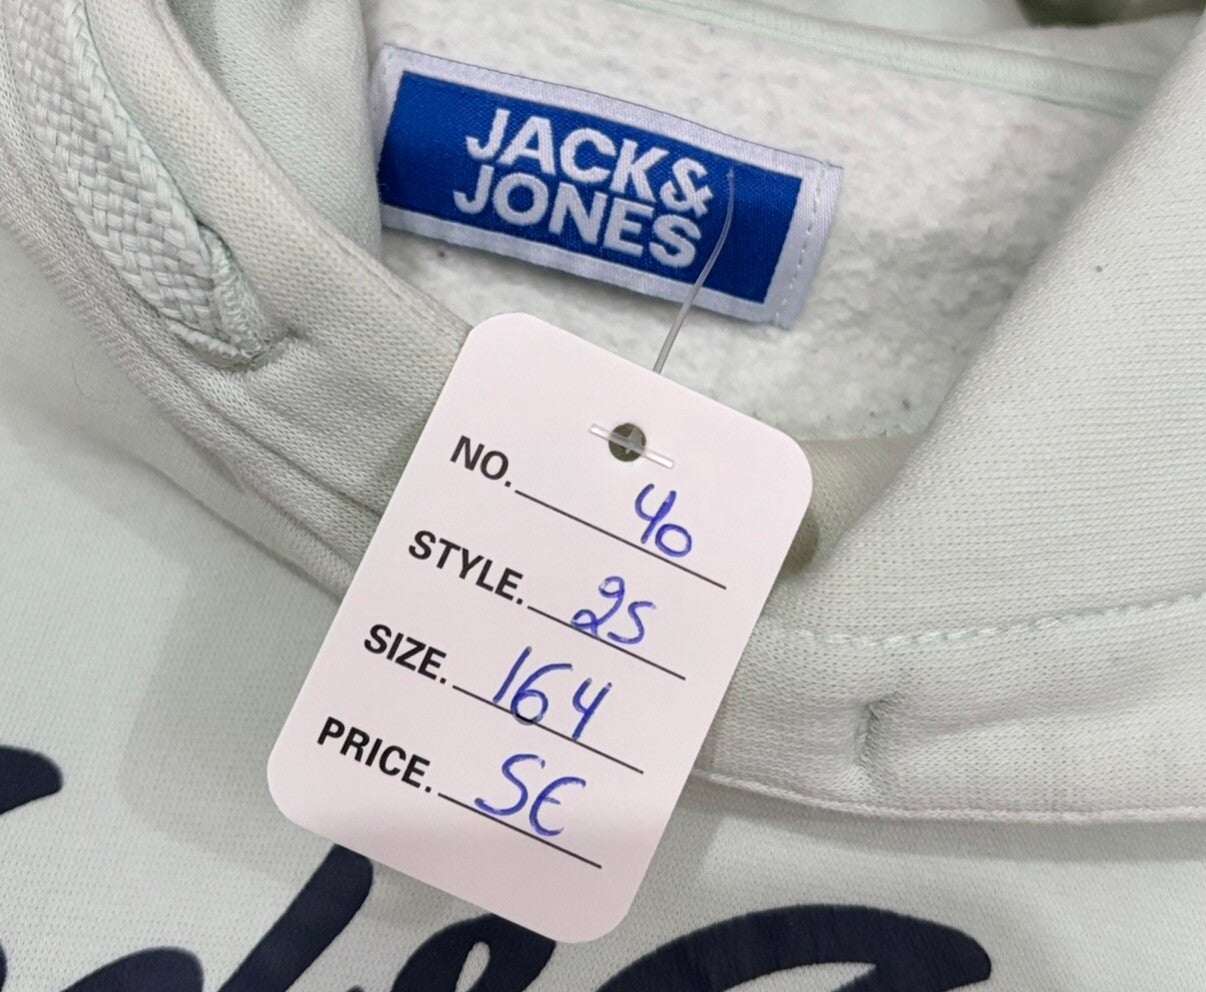 JACK&
JONES
NO. 40
STYLE. 25
SIZE. 164
PRICE. 5€